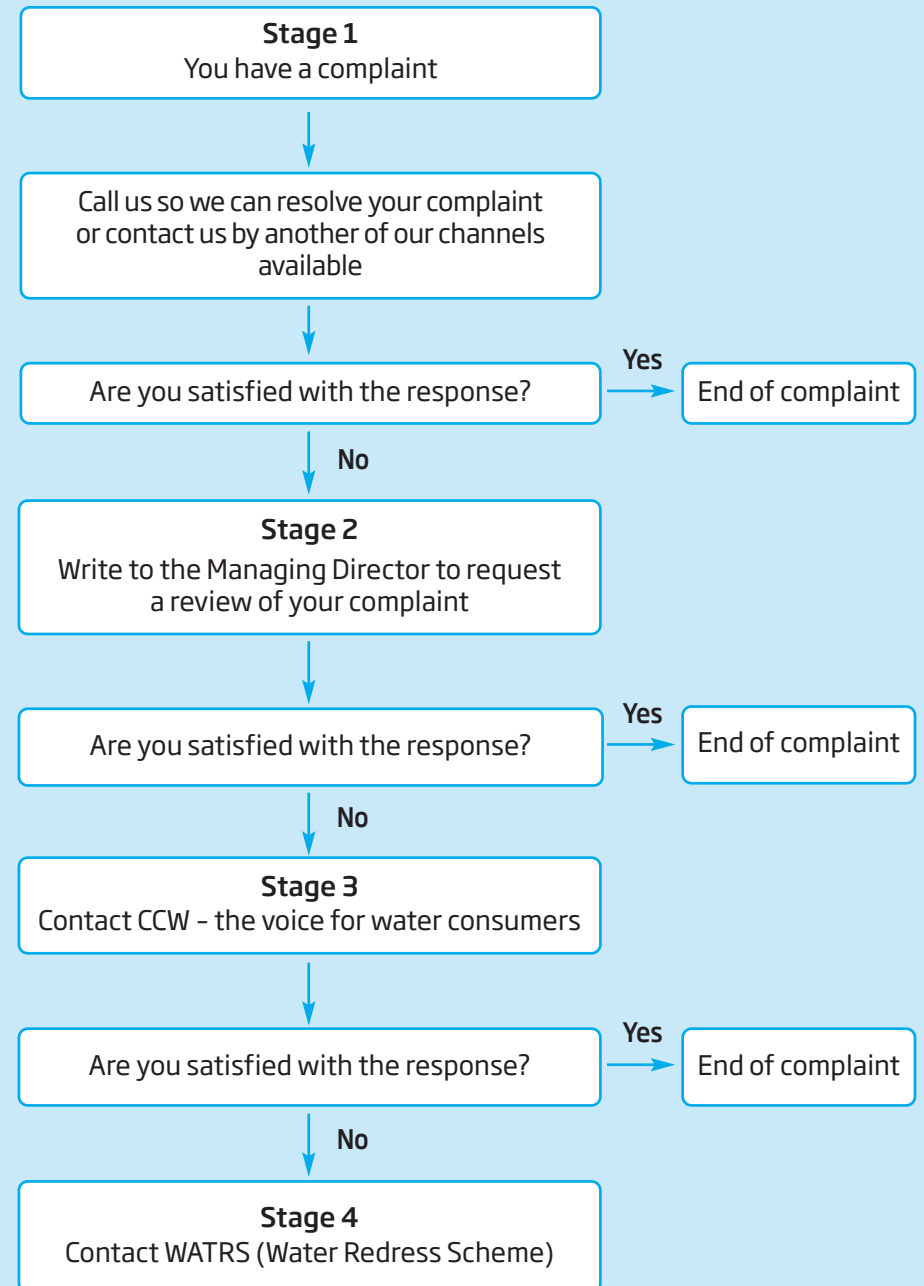 Stage 1
You have a complaint
Call us so we can resolve your complaint
or contact us by another of our channels
available
Are you satisfied with the response?
Yes
End of complaint
No
Stage 2
Write to the Managing Director to request
a review of your complaint
Are you satisfied with the response?
Yes
End of complaint
No
Stage 3
Contact CCW – the voice for water consumers
Are you satisfied with the response?
Yes
End of complaint
No
Stage 4
Contact WATRS (Water Redress Scheme)